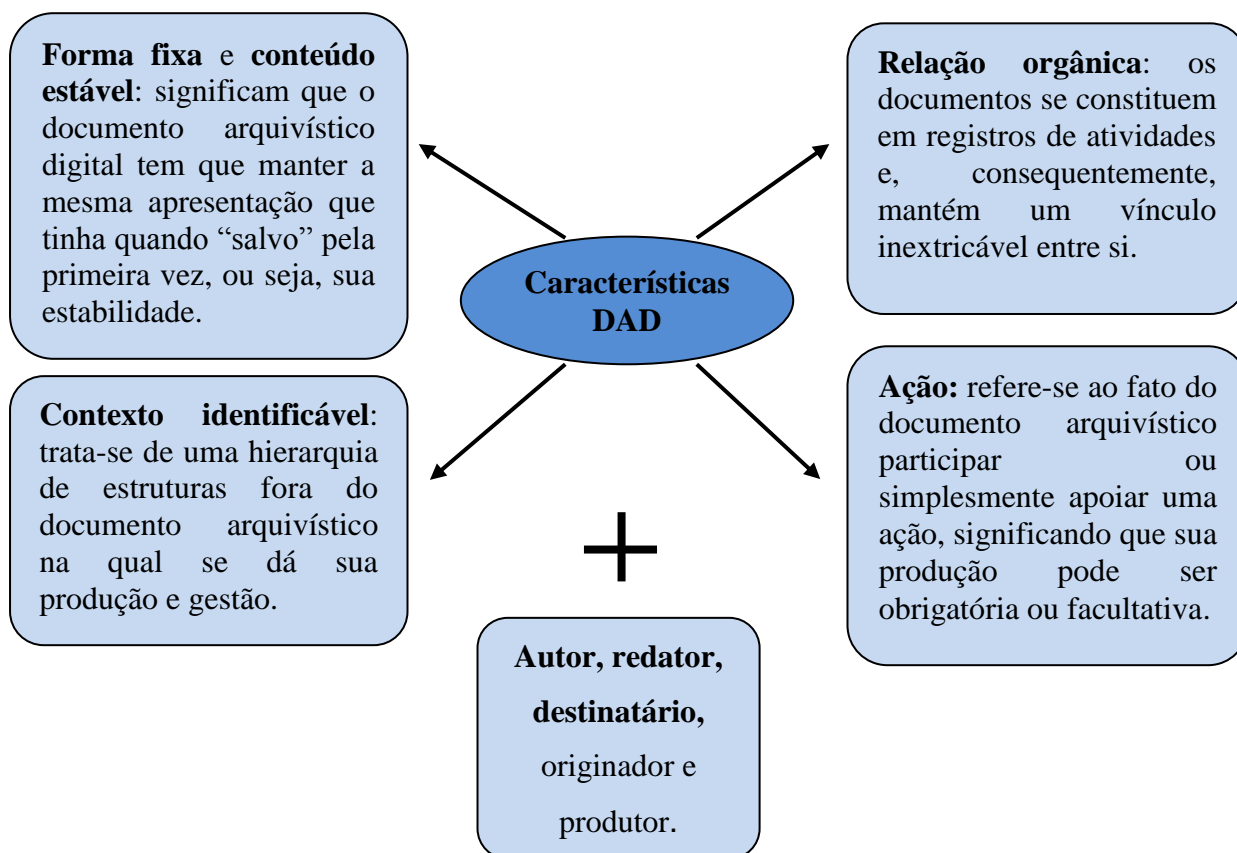 Forma fixa e conteúdo
estável: significam que o
documento arquivístico
digital tem que manter a
mesma apresentação que
tinha quando “salvo” pela
primeira vez, ou seja, sua
estabilidade.
Relação orgânica: os
documentos se constituem
em registros de atividades
e, consequentemente,
mantém um vínculo
inextricável entre si.
Característísticas
DAD
Contexto identificável:
trata-se de uma hierarquia
de estruturas fora do
documento arquivístico
na qual se dá sua
produção e gestão.
Ação: refere-se ao fato do
documento arquivístico
participar ou
simplesmente apoiar uma
ação, significando que sua
produção pode ser
obrigatória ou facultativa.
+
Autor, redator,
destinatário,
originador e
produtor.